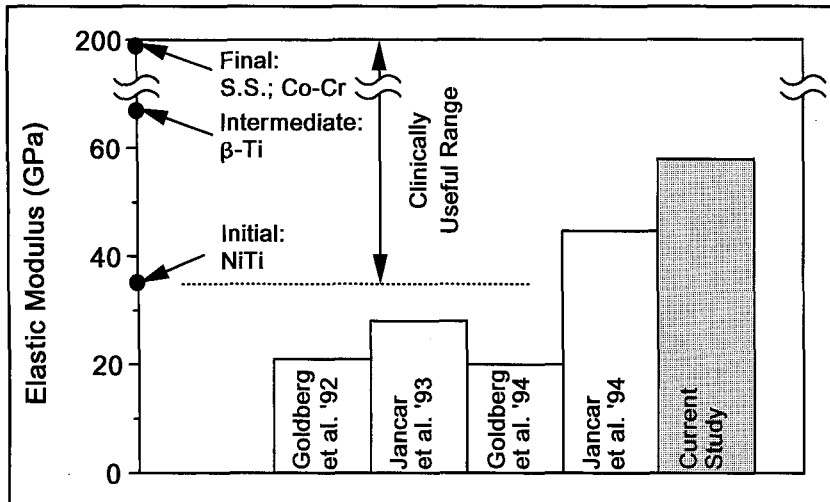 Elastic Modulus (GPa)
200
60
40
20
0
Final:
S.S.; Co-Cr
Intermediate:
β-Ti
Initial:
NiTi
Clinically
Useful Range
Goldberg
et al. '92
Jancar
et al. '93
Goldberg
et al. '94
Jancar
et al. '94
Current
Study